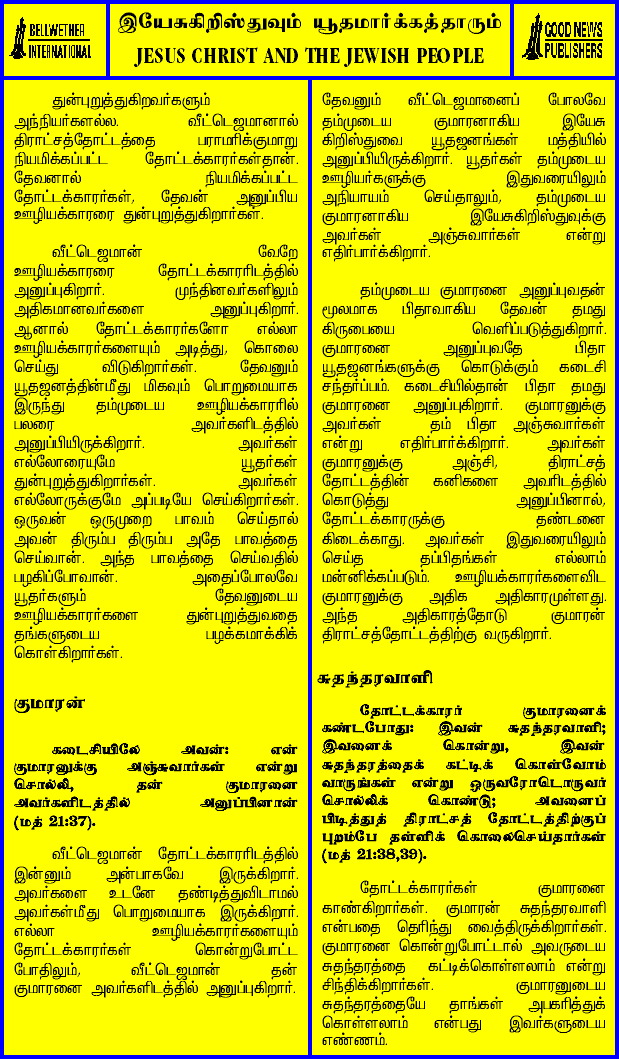 BELLWETHER
INTERNATIONAL
இயேசுகிறிஸ்துவும் யூதமார்க்கத்தாரும்
JESUS CHRIST AND THE JEWISH PEOPLE
GOOD NEWS
PUBLISHERS
துன்புறுத்துகிறவர்களும்
அந்நியர்களல்ல. வீட்டெஜமானால்
திராட்சத்தோட்டத்தை பராமரிக்குமாறு
நியமிக்கப்பட்ட தோட்டக்காரர்கள்தான்.
தேவனால் நியமிக்கப்பட்ட
தோட்டக்காரர்கள், தேவன் அனுப்பிய
ஊழியக்காரரை துன்புறுத்துகிறார்கள்.
வீட்டெஜமான் வேறே
ஊழியக்காரரை தோட்டக்காரரிடத்தில்
அனுப்புகிறார். முந்தினவர்களிலும்
அதிகமானவர்களை அனுப்புகிறார்.
ஆனால் தோட்டக்காரர்களோ எல்லா
ஊழியக்காரர்களையும் அடித்து, கொலை
செய்து விடுகிறார்கள். தேவனும்
யூதஜனத்தின்மீது மிகவும் பொறுமையாக
இருந்து தம்முடைய ஊழியக்காரரில்
பலரை அவர்களிடத்தில்
அனுப்பியிருக்கிறார். அவர்கள்
எல்லோரையுமே யூதர்கள்
துன்புறுத்துகிறார்கள். அவர்கள்
எல்லோருக்குமே அப்படியே செய்கிறார்கள்.
ஒருவன் ஒருமுறை பாவம் செய்தால்
அவன் திரும்ப திரும்ப அதே பாவத்தை
செய்வான். அந்த பாவத்தை செய்வதில்
பழகிப்போவான். அதைப்போலவே
யூதர்களும் தேவனுடைய
ஊழியக்காரர்களை துன்புறுத்துவதை
தங்களுடைய பழக்கமாக்கிக்
கொள்கிறார்கள்.
குமாரன்
கடைசியிலே அவன்: என்
குமாரனுக்கு அஞ்சுவார்கள் என்று
சொல்லி, தன் குமாரனை
அவர்களிடத்தில் அனுப்பினான்
(மத் 21:37).
வீட்டெஜமான் தோட்டக்காரரிடத்தில்
இன்னும் அன்பாகவே இருக்கிறார்.
அவர்களை உடனே தண்டித்துவிடாமல்
அவர்கள்மீது பொறுமையாக இருக்கிறார்.
எல்லா ஊழியக்காரர்களையும்
தோட்டக்காரர்கள் கொன்றுபோட்ட
போதிலும், வீட்டெஜமான் தன்
குமாரனை அவர்களிடத்தில் அனுப்புகிறார்.
தேவனும் வீட்டெஜமானைப் போலவே
தம்முடைய குமாரனாகிய இயேசு
கிறிஸ்துவை யூதஜனங்கள் மத்தியில்
அனுப்பியிருக்கிறார். யூதர்கள் தம்முடைய
ஊழியர்களுக்கு இதுவரையிலும்
அநியாயம் செய்தாலும், தம்முடைய
குமாரனாகிய இயேசுகிறிஸ்துவுக்கு
அவர்கள் அஞ்சுவார்கள் என்று
எதிர்பார்க்கிறார்.
தம்முடைய குமாரனை அனுப்புவதன்
மூலமாக பிதாவாகிய தேவன் தமது
கிருபையை வெளிப்படுத்துகிறார்.
குமாரனை அனுப்புவதே பிதா
யூதஜனங்களுக்கு கொடுக்கும் கடைசி
சந்தர்ப்பம். கடைசியில்தான் பிதா தமது
குமாரனை அனுப்புகிறார். குமாரனுக்கு
அவர்கள் தம் பிதா அஞ்சுவார்கள்
என்று எதிர்பார்க்கிறார். அவர்கள்
குமாரனுக்கு அஞ்சி, திராட்சத்
தோட்டத்தின் கனிகளை அவரிடத்தில்
கொடுத்து அனுப்பினால்,
தோட்டக்காரருக்கு தண்டனை
கிடைக்காது. அவர்கள் இதுவரையிலும்
செய்த தப்பிதங்கள் எல்லாம்
மன்னிக்கப்படும். ஊழியக்காரர்களைவிட
குமாரனுக்கு அதிக அதிகாரமுள்ளது.
அந்த அதிகாரத்தோடு குமாரன்
திராட்சத்தோட்டத்திற்கு வருகிறார்.
சுதந்தரவாளி
தோட்டக்காரர் குமாரனைக்
கண்டபோது: இவன் சுதந்தரவாளி;
இவனைக் கொன்று, இவன்
சுதந்தரத்தைக் கட்டிக் கொள்வோம்
வாருங்கள் என்று ஒருவரோடொருவர்
சொல்லிக் கொண்டு; அவனைப்
பிடித்துத் திராட்சத் தோட்டத்திற்குப்
புறம்பே தள்ளிக் கொலைசெய்தார்கள்
(மத் 21:38,39).
தோட்டக்காரர்கள் குமாரனை
காண்கிறார்கள். குமாரன் சுதந்தரவாளி
என்பதை தெரிந்து வைத்திருக்கிறார்கள்.
குமாரனை கொன்றுபோட்டால் அவருடைய
சுதந்தரத்தை கட்டிக்கொள்ளலாம் என்று
சிந்திக்கிறார்கள். குமாரனுடைய
சுதந்தரத்தையே தாங்கள் அபகரித்துக்
கொள்ளலாம் என்பது இவர்களுடைய
எண்ணம்.